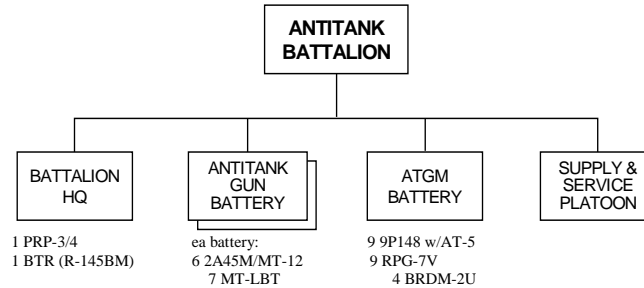 ANTITANK
BATTALION
BATTALION
HQ
ANTITANK
GUN
BATTERY
ATGM
BATTERY
SUPPLY &
SERVICE
PLATOON
1 PRP-3/4
1 BTR (R-145BM)
ea battery:
6 2A45M/MT-12
7 MT-LBT
9 9P148 w/AT-5
9 RPG-7V
4 BRDM-2U